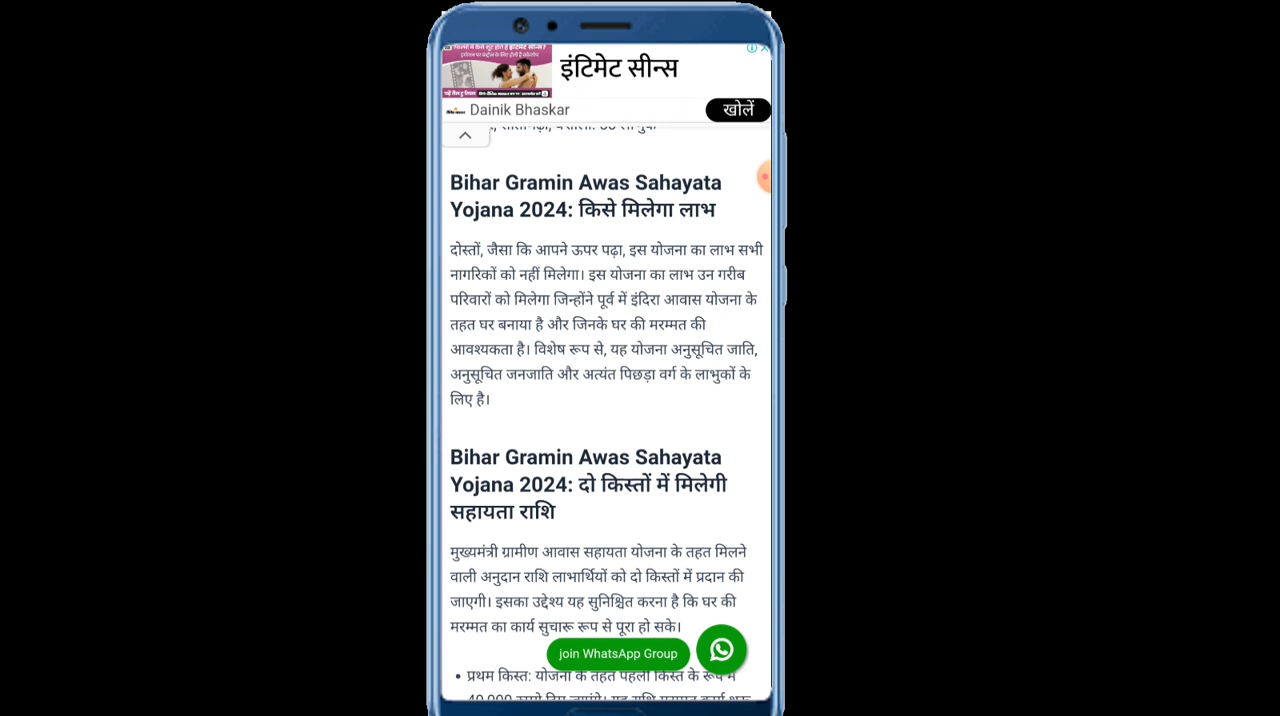 इंटिमेट सीन्स
Dainik Bhaskar
खोलें
Bihar Gramin Awas Sahayata
Yojana 2024: किसे मिलेगा लाभ
दोस्तों, जैसा कि आपने ऊपर पढ़ा, इस योजना का लाभ सभी
नागरिकों को नहीं मिलेगा। इस योजना का लाभ उन गरीब
परिवारों को मिलेगा जिन्होंने पूर्व में इंदिरा आवास योजना के
तहत घर बनाया है और जिनके घर की मरम्मत की
आवश्यकता है। विशेष रूप से, यह योजना अनुसूचित जाति,
अनुसूचित जनजाति और अत्यंत पिछड़ा वर्ग के लाभुकों के
लिए है।
Bihar Gramin Awas Sahayata
Yojana 2024: दो किस्तों में मिलेगी
सहायता राशि
मुख्यमंत्री ग्रामीण आवास सहायता योजना के तहत मिलने
वाली अनुदान राशि लाभार्थियों को दो किस्तों में प्रदान की
जाएगी। इसका उद्देश्य यह सुनिश्चित करना है कि घर की
मरम्मत का कार्य सुचारू रूप से पूरा हो सके।
join WhatsApp Group
• प्रथम किस्त: योजना के तहत पहली किस्त के रूप में